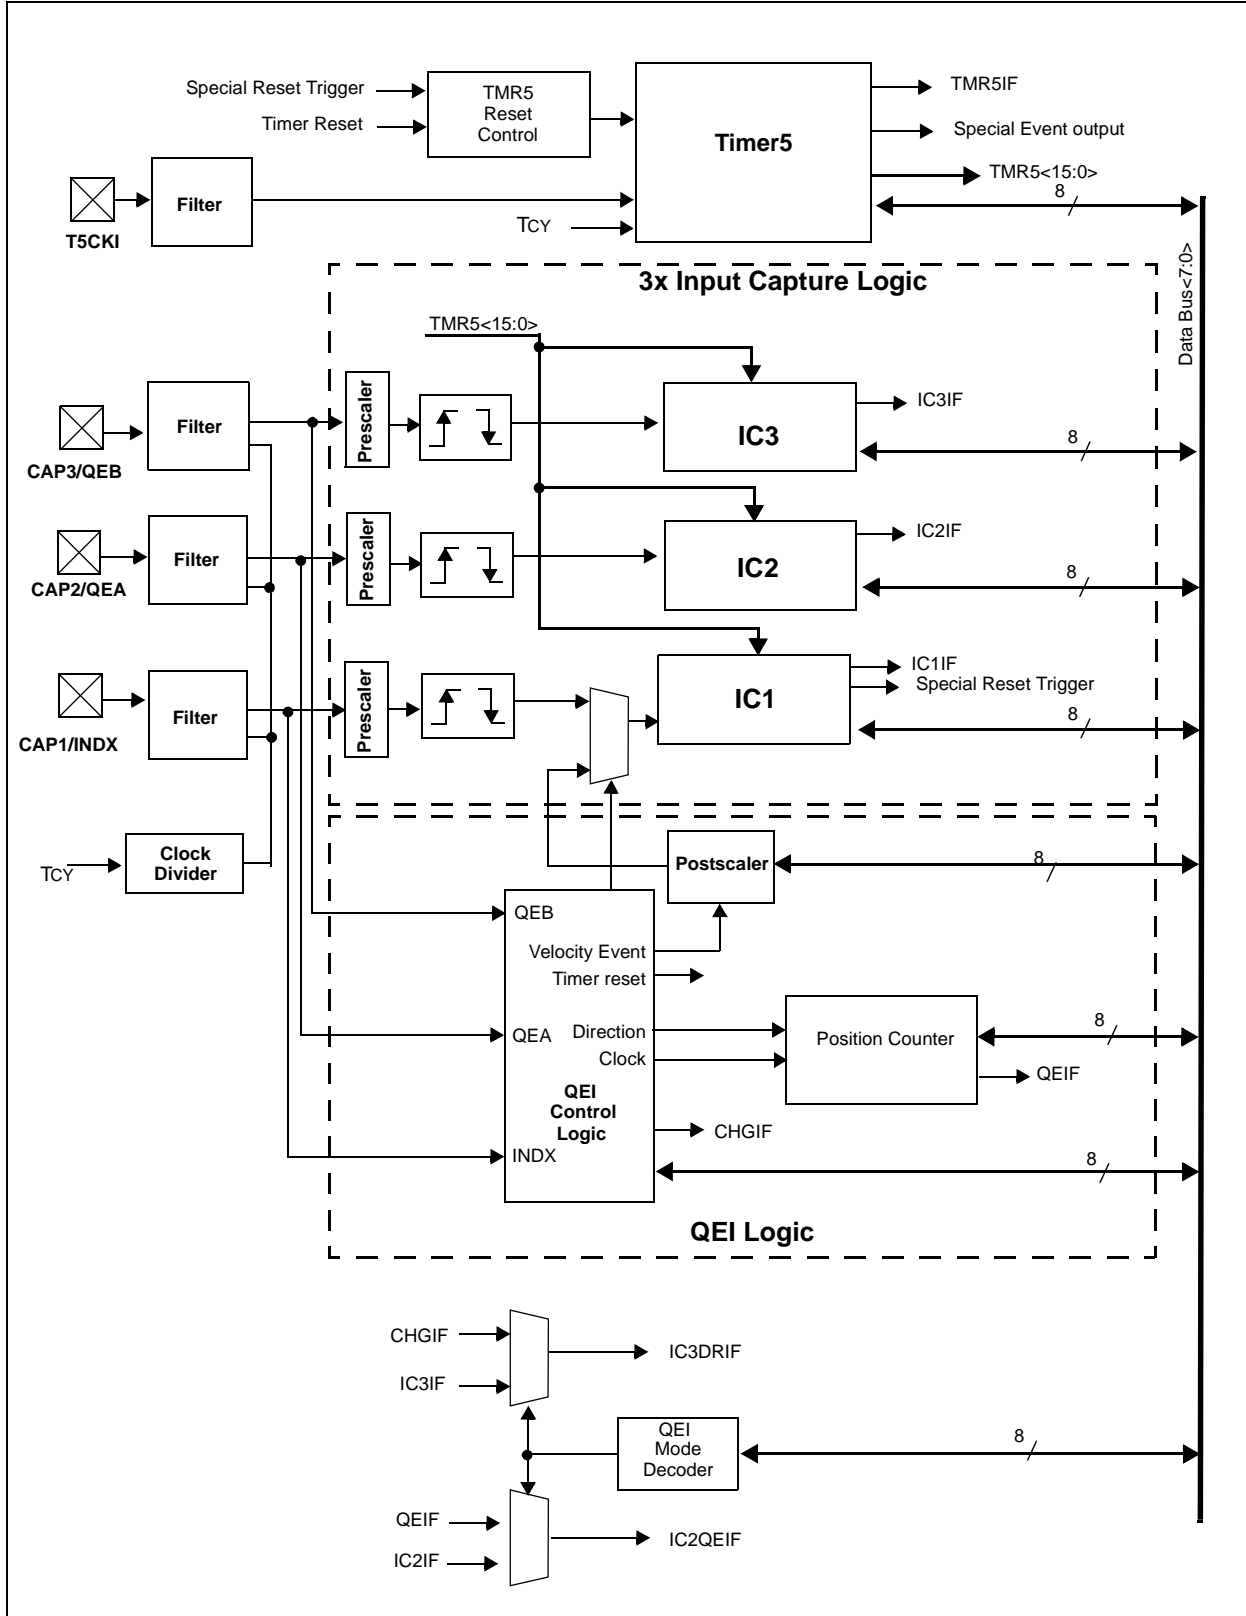 Special Reset Trigger
Timer Reset
TMR5
Reset
Control
Timer5
TMR5IF
Special Event output
TMR5<15:0>
8
T5CKI
Filter
TCY
Data Bus<7:0>
3x Input Capture Logic
TMR5<15:0>
CAP3/QEB
Filter
Prescaler
IC3
IC3IF
8
CAP2/QEA
Filter
Prescaler
IC2
IC2IF
8
CAP1/INDX
Filter
Prescaler
IC1
IC1IF
Special Reset Trigger
8
TCY
Clock
Divider
Postscaler
8
QEB
Velocity Event
Timer reset
QEA
Direction
Clock
QEI
Control
Logic
INDX
Position Counter
8
QEIF
CHGIF
8
QEI Logic
CHGIF
IC3IF
IC3DRIF
QEI
Mode
Decoder
8
QEIF
IC2IF
IC2QEIF